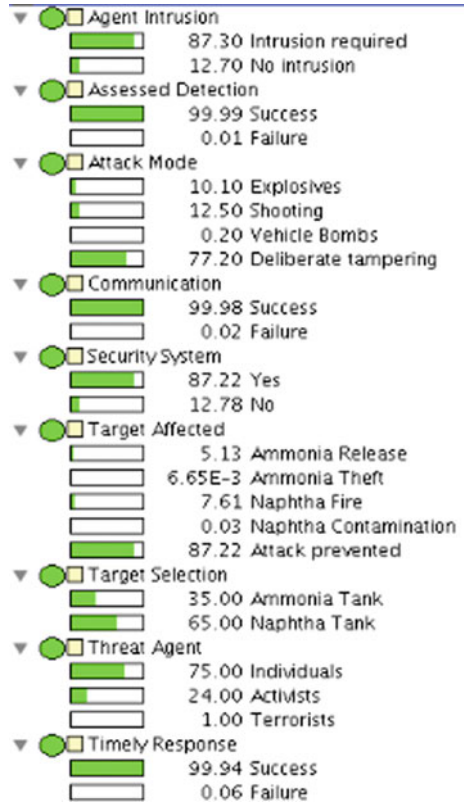 Agent Intrusion
87.30 Intrusion required
12.70 No intrusion
Assessed Detection
99.99 Success
0.01 Failure
Attack Mode
10.10 Explosives
12.50 Shooting
0.20 Vehicle Bombs
77.20 Deliberate tampering
Communication
99.98 Success
0.02 Failure
Security System
87.22 Yes
12.78 No
Target Affected
5.13 Ammonia Release
6.65E-3 Ammonia Theft
7.61 Naphtha Fire
0.03 Naphtha Contamination
87.22 Attack prevented
Target Selection
35.00 Ammonia Tank
65.00 Naphtha Tank
Threat Agent
75.00 Individuals
24.00 Activists
1.00 Terrorists
Timely Response
99.94 Success
0.06 Failure